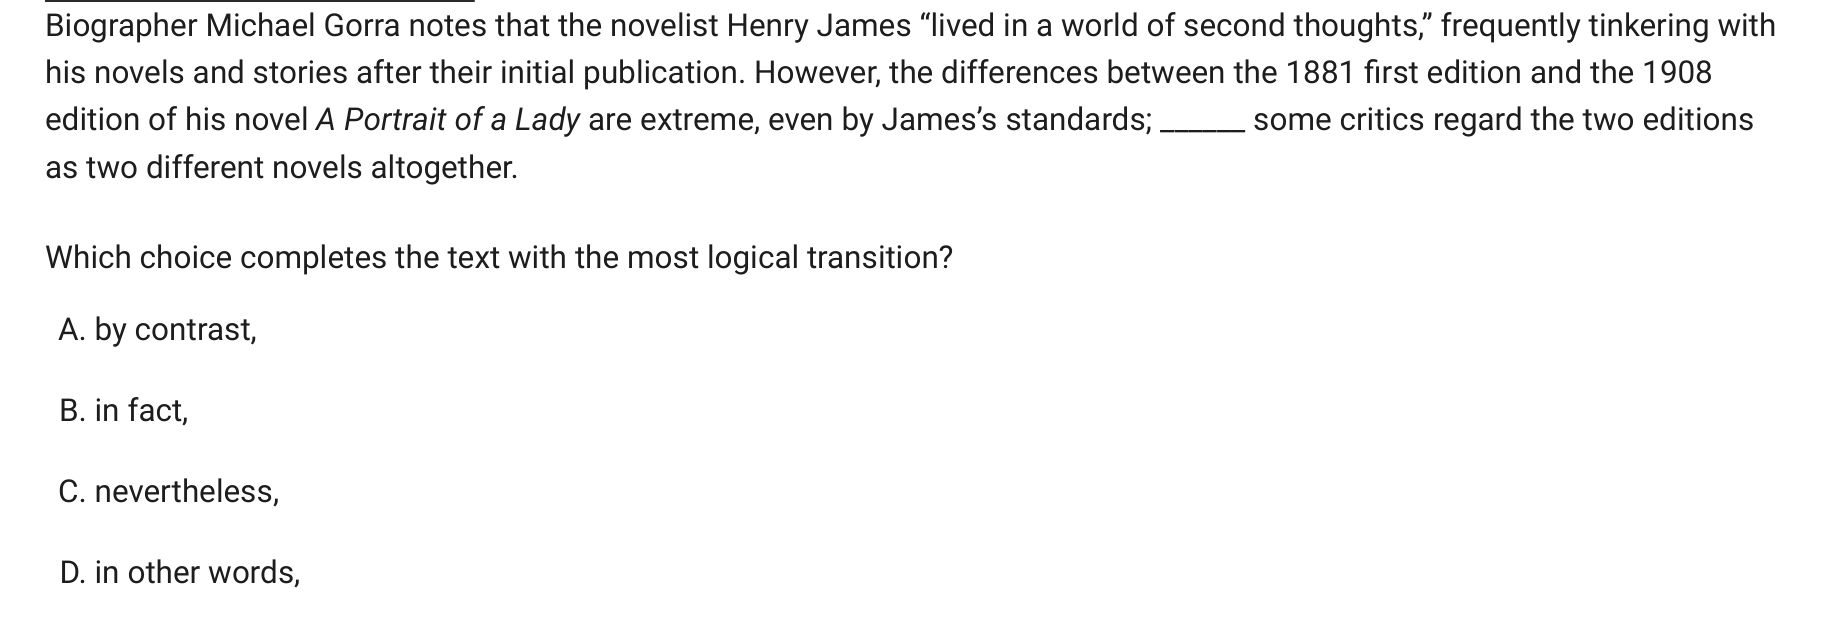 Biographer Michael Gorra notes that the novelist Henry James “lived in a world of second thoughts,” frequently tinkering with
his novels and stories after their initial publication. However, the differences between the 1881 first edition and the 1908
edition of his novel A Portrait of a Lady are extreme, even by James’s standards; ______ some critics regard the two editions
as two different novels altogether.
Which choice completes the text with the most logical transition?
A. by contrast,
B. in fact,
C. nevertheless,
D. in other words,